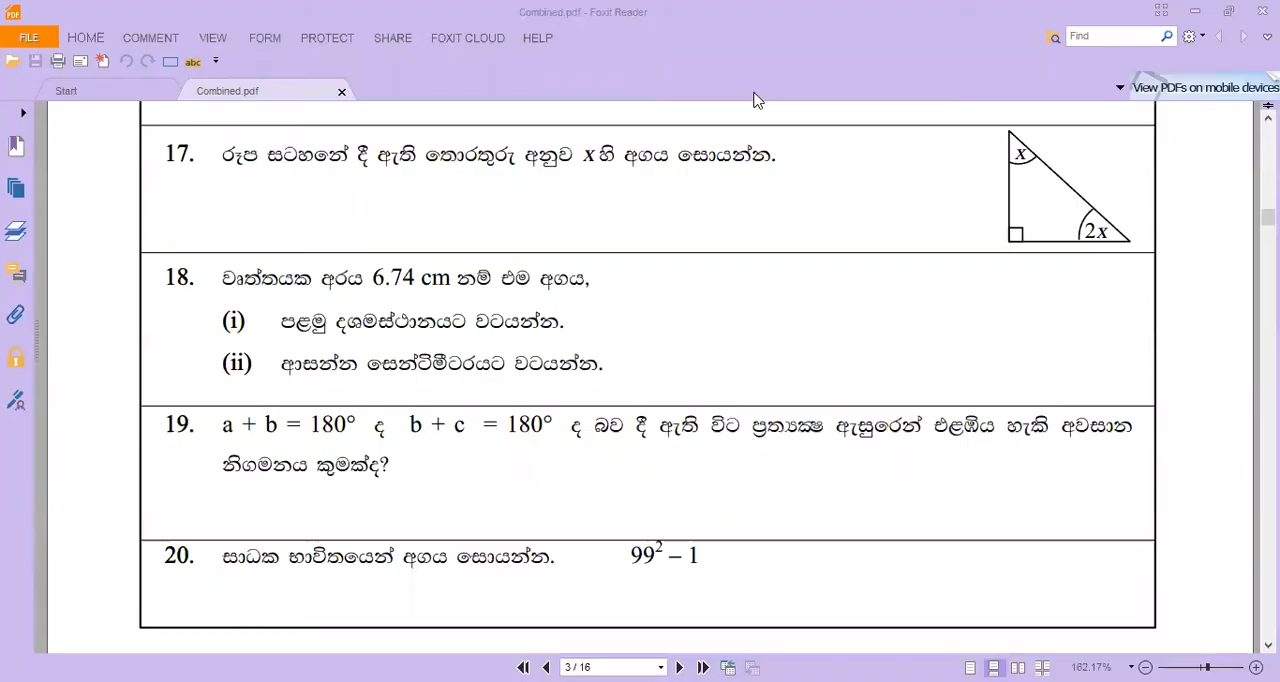 Combined.pdf - Foxit Reader
FILE HOME COMMENT VIEW FORM PROTECT SHARE FOXIT CLOUD HELP Find
abc
Start Combined.pdf
View PDFs on mobile devices
17. රූප සටහනේ දී ඇති තොරතුරු අනුව x හි අගය සොයන්න.
x
2x
18. වෘත්තයක අරය 6.74 cm නම් එම අගය,
(i) පළමු දශමස්ථානයට වටයන්න.
(ii) ආසන්න සෙන්ටිමීටරයට වටයන්න.
19. a + b = 180° ද b + c = 180° ද බව දී ඇති විට ප්‍රත්‍යක්ෂ ඇසුරෙන් එළඹිය හැකි අවසාන
නිගමනය කුමක්ද?
20. සාධක භාවිතයෙන් අගය සොයන්න. 99² – 1
3 / 16 162.17%